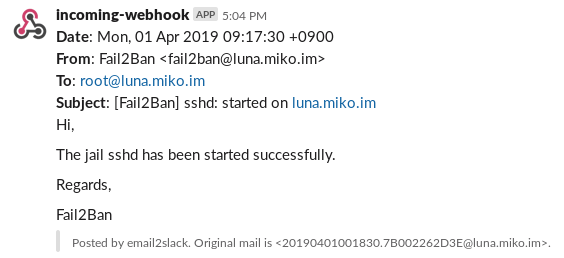 incoming-webhook APP 5:04 PM
Date: Mon, 01 Apr 2019 09:17:30 +0900
From: Fail2Ban <fail2ban@luna.miko.im>
To: root@luna.miko.im
Subject: [Fail2Ban] sshd: started on luna.miko.im
Hi,
The jail sshd has been started successfully.
Regards,
Fail2Ban
Posted by email2slack. Original mail is <20190401001830.7B002262D3E@luna.miko.im>.